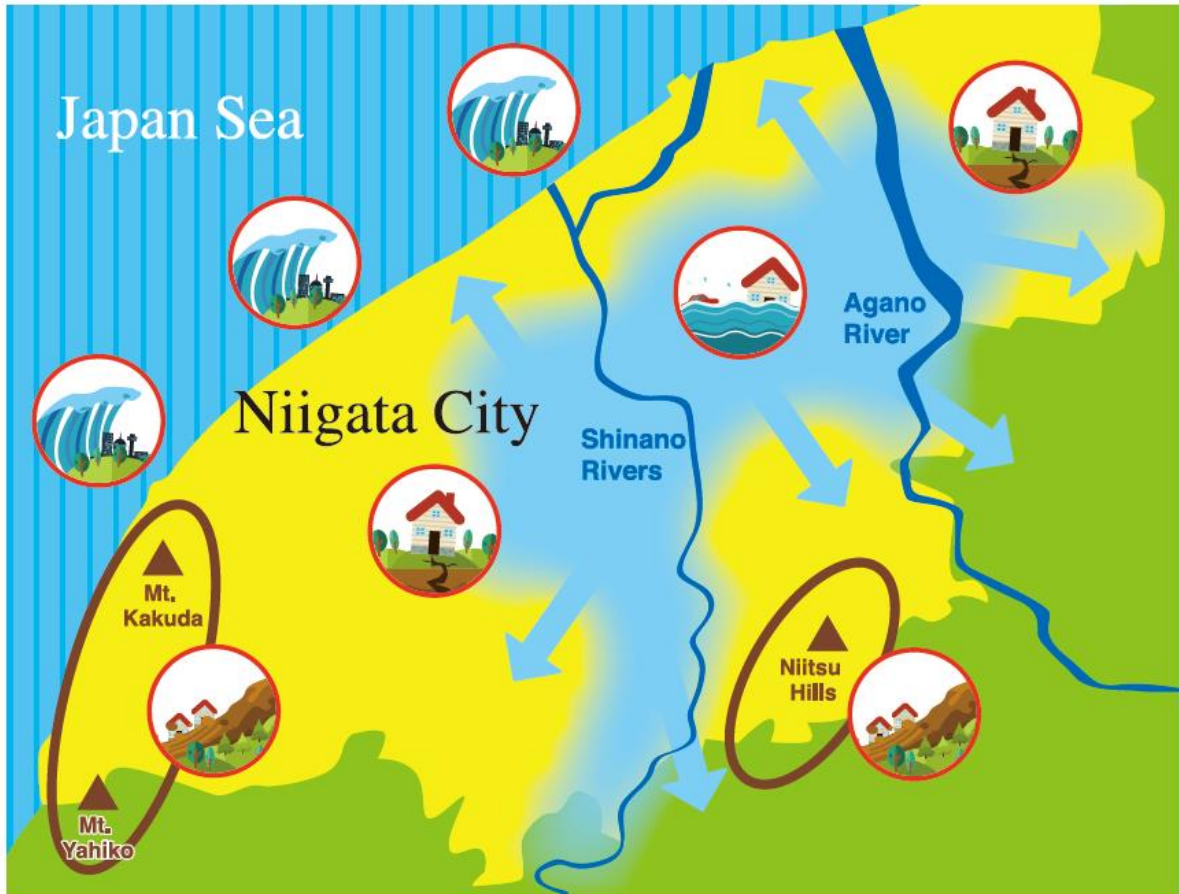 Japan Sea
Agano
River
Niigata City
Shinano
Rivers
Mt.
Kakuda
Niitsu
Hills
Mt.
Yahiko